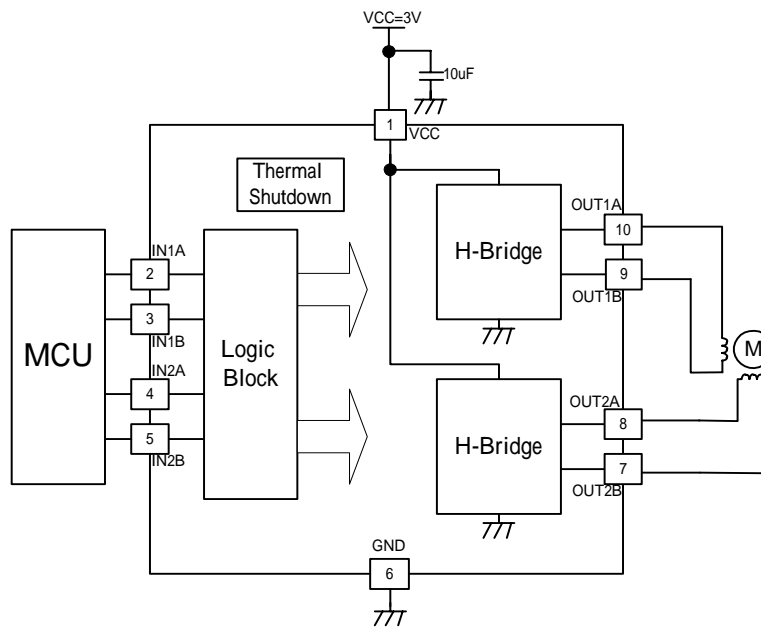 VCC=3V
10uF
1
VCC
Thermal
Shutdown
OUT1A
10
H-Bridge
9
OUT1B
MCU
IN1A
2
3
IN1B
IN2A
4
5
IN2B
Logic
Block
M
OUT2A
8
H-Bridge
7
OUT2B
GND
6